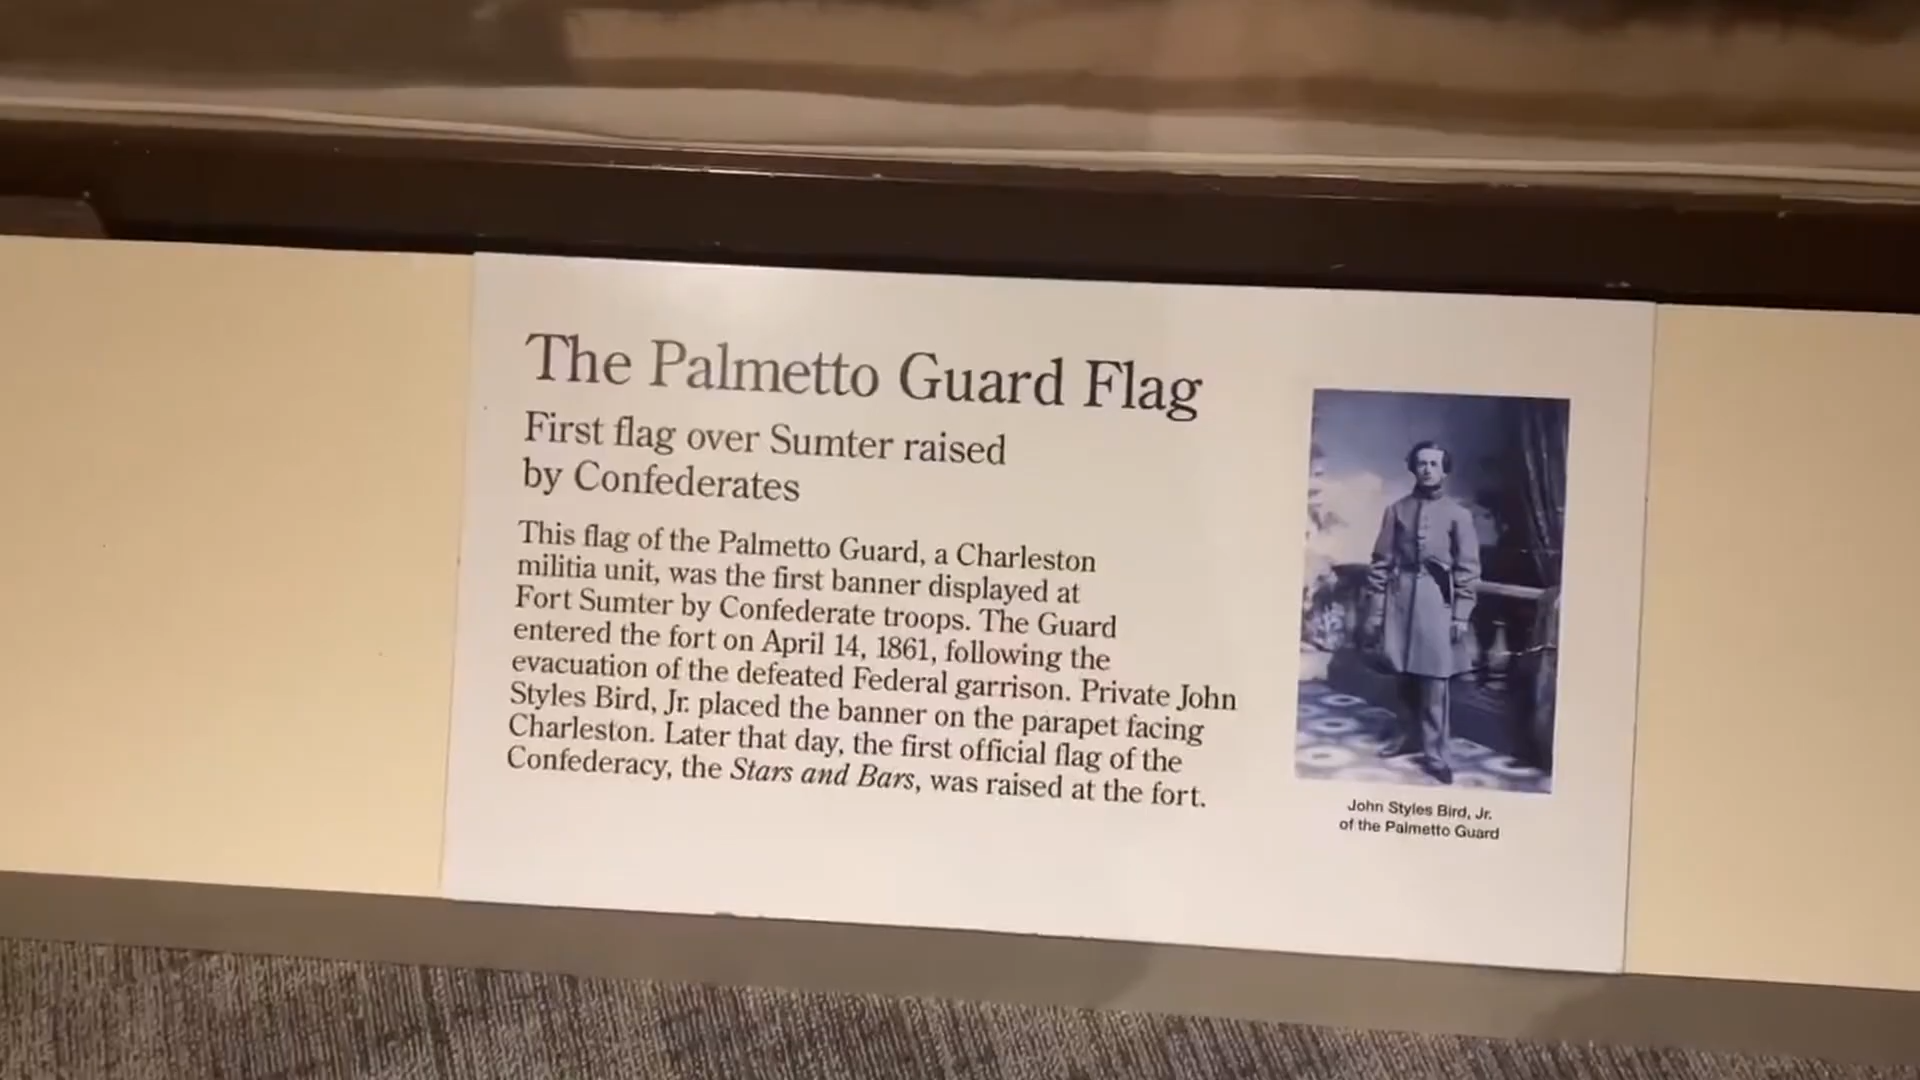 The Palmetto Guard Flag
First flag over Sumter raised
by Confederates
This flag of the Palmetto Guard, a Charleston
militia unit, was the first banner displayed at
Fort Sumter by Confederate troops. The Guard
entered the fort on April 14, 1861, following the
evacuation of the defeated Federal garrison. Private John
Styles Bird, Jr. placed the banner on the parapet facing
Charleston. Later that day, the first official flag of the
Confederacy, the Stars and Bars, was raised at the fort.
John Styles Bird, Jr.
of the Palmetto Guard